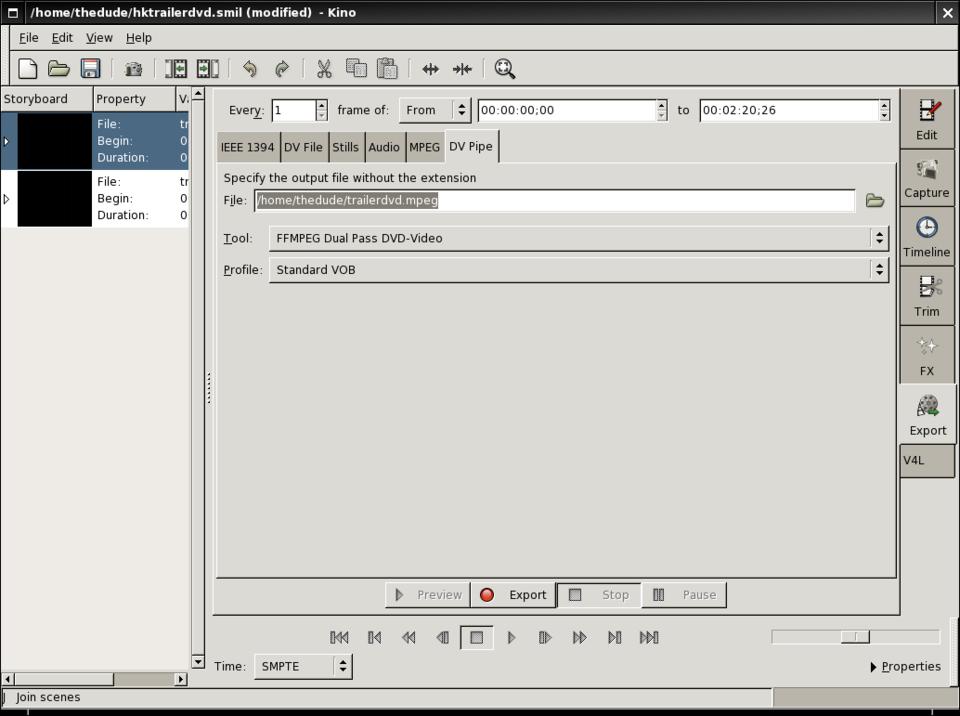 /home/thedude/hktrailerdvd.smil (modified) - Kino
File Edit View Help
Storyboard Property V
File: tr
Begin: 0
Duration: 0
File: tr
Begin: 0
Duration: 0
Every: 1 frame of: From 00:00:00;00 to 00:02:20;26
IEEE 1394 DV File Stills Audio MPEG DV Pipe
Specify the output file without the extension
File: /home/thedude/trailerdvd.mpeg
Tool: FFMPEG Dual Pass DVD-Video
Profile: Standard VOB
Preview Export Stop Pause
Time: SMPTE
Properties
Edit
Capture
Timeline
Trim
FX
Export
V4L
Join scenes